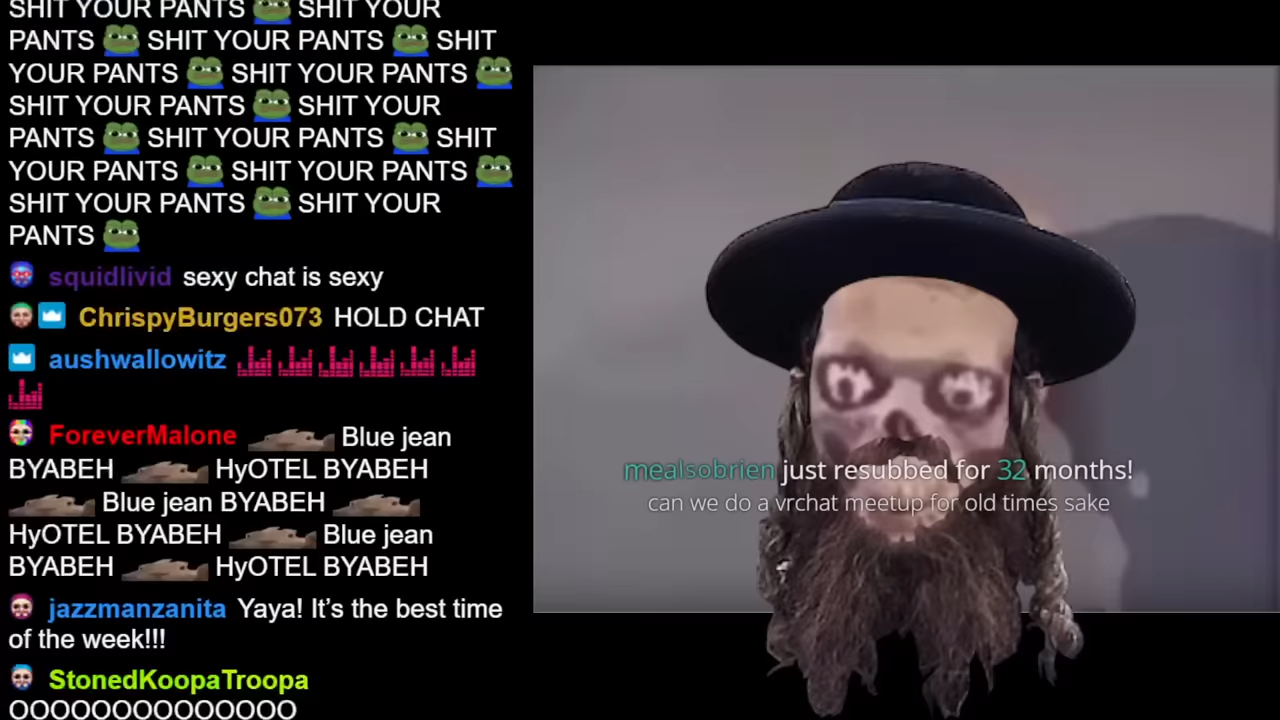 SHIT YOUR PANTS SHIT YOUR
PANTS SHIT YOUR PANTS SHIT
YOUR PANTS SHIT YOUR PANTS
SHIT YOUR PANTS SHIT YOUR
PANTS SHIT YOUR PANTS SHIT
YOUR PANTS SHIT YOUR PANTS
SHIT YOUR PANTS SHIT YOUR
PANTS
squidlivid sexy chat is sexy
ChrispyBurgers073 HOLD CHAT
aushwallowitz
ForeverMalone Blue jean
BYABEH HyOTEL BYABEH
Blue jean BYABEH
HyOTEL BYABEH Blue jean
BYABEH HyOTEL BYABEH
jazzmanzanita Yaya! It’s the best time
of the week!!!
StonedKoopaTroopa
OOOOOOOOOOOOOO
mealsobrien just resubbed for 32 months!
can we do a vrchat meetup for old times sake